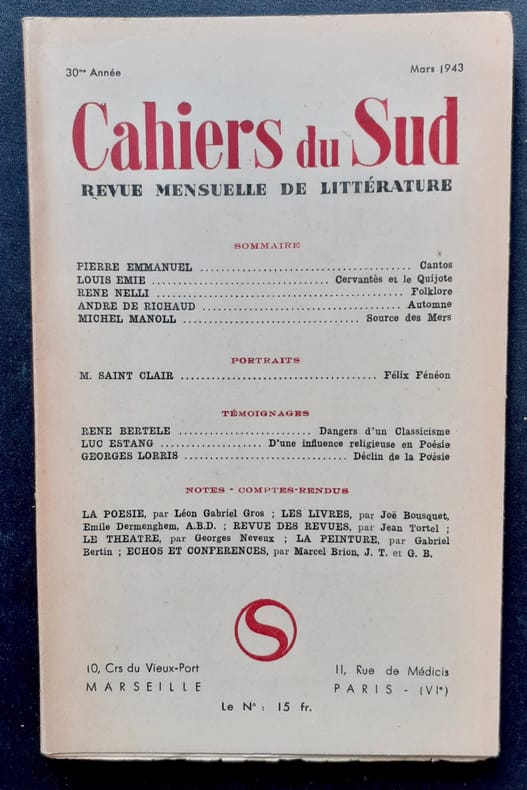 30me Année Mars 1943
Cahiers du Sud
REVUE MENSUELLE DE LITTÉRATURE
SOMMAIRE
PIERRE EMMANUEL ........................................ Cantos
LOUIS EMIE ................................. Cervantès et le Quijote
RENE NELLI ............................................... Folklore
ANDRE DE RICHAUD ...................................... Automne
MICHEL MANOLL .................................. Source des Mers
PORTRAITS
M. SAINT CLAIR ...................................... Félix Fénéon
TÉMOIGNAGES
RENE BERTELE ......................... Dangers d'un Classicisme
LUC ESTANG ................... D'une influence religieuse en Poésie
GEORGES LORRIS ............................... Déclin de la Poésie
NOTES - COMPTES-RENDUS
LA POESIE, par Léon Gabriel Gros ; LES LIVRES, par Joë Bousquet,
Emile Dermenghem, A.B.D. ; REVUE DES REVUES, par Jean Tortel ;
LE THEATRE, par Georges Neveux ; LA PEINTURE, par Gabriel
Bertin ; ECHOS ET CONFERENCES, par Marcel Brion, J. T. et G. B.
S
10, Crs du Vieux-Port 11, Rue de Médicis
MARSEILLE PARIS - (VIe)
Le N° : 15 fr.